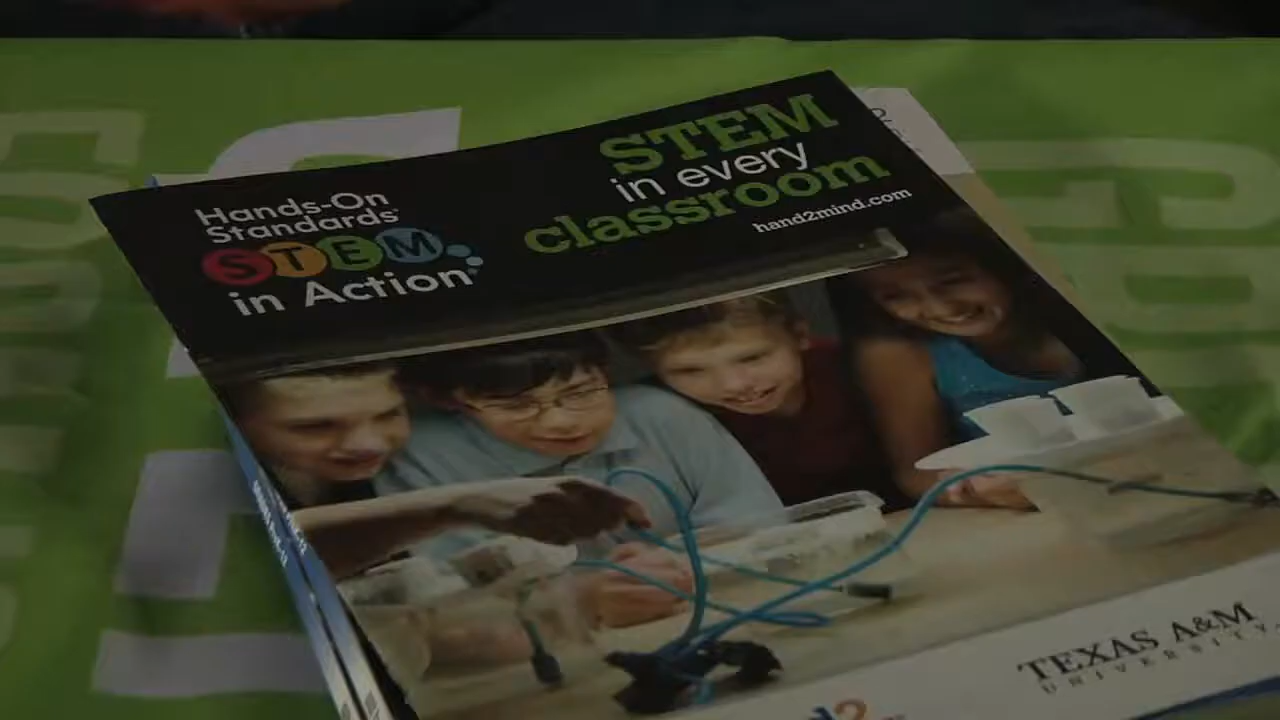 Hands-On
Standards
STEM
in Action
STEM
in every
classroom
hand2mind.com
TEXAS A&M
UNIVERSITY